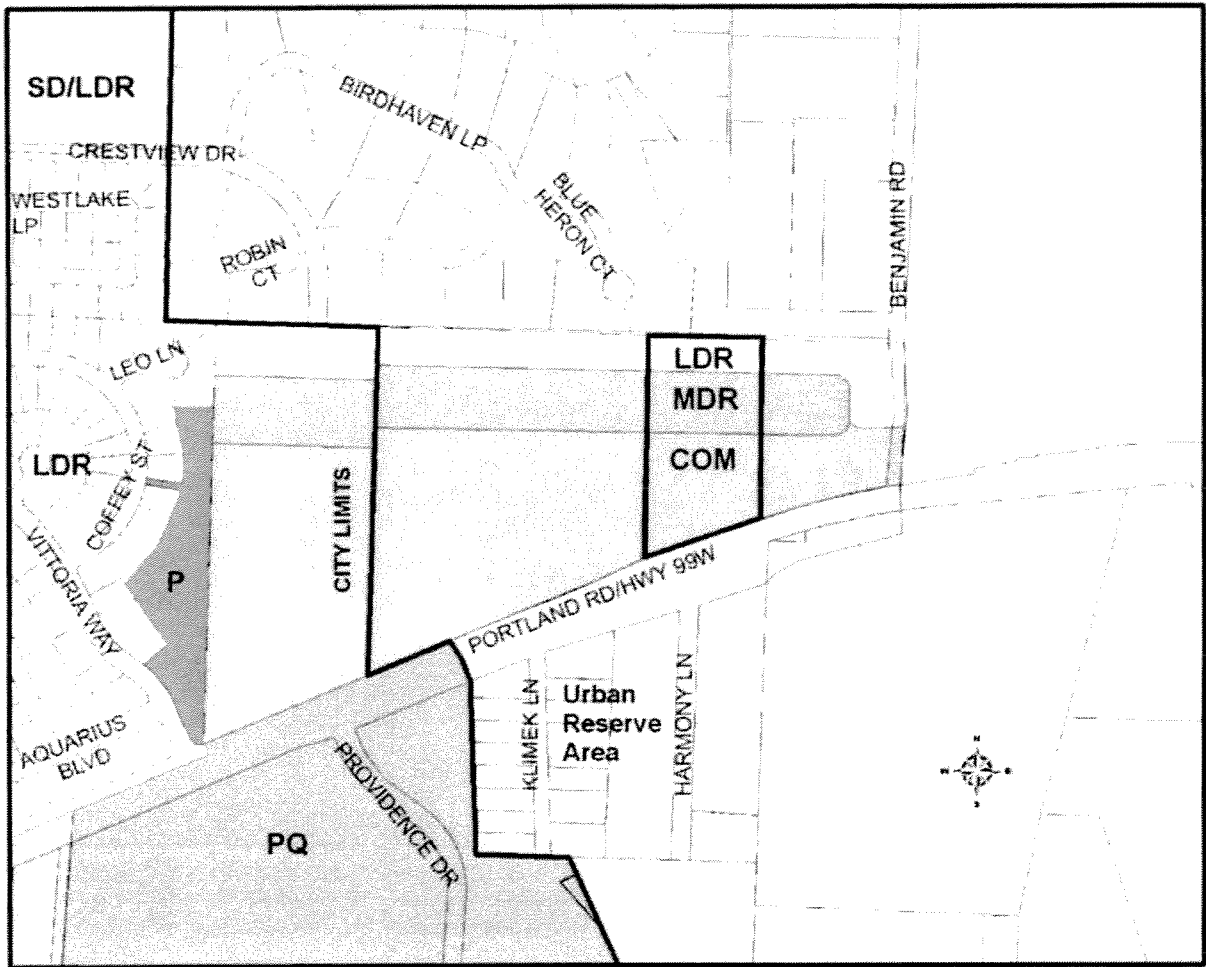 SD/LDR
BIRDHAVEN LP
CRESTVIEW DR
WESTLAKE
LP
BLUE
HERON CT
BENJAMIN RD
ROBIN
CT
LEO LN
LDR
MDR
COM
LDR
COFFEY ST
CITY LIMITS
P
VITTORIA WAY
PORTLAND RD/HWY 99W
AQUARIUS
BLVD
KLIMEK LN
Urban
Reserve
Area
HARMONY LN
PROVIDENCE DR
PQ
N
W
E
S